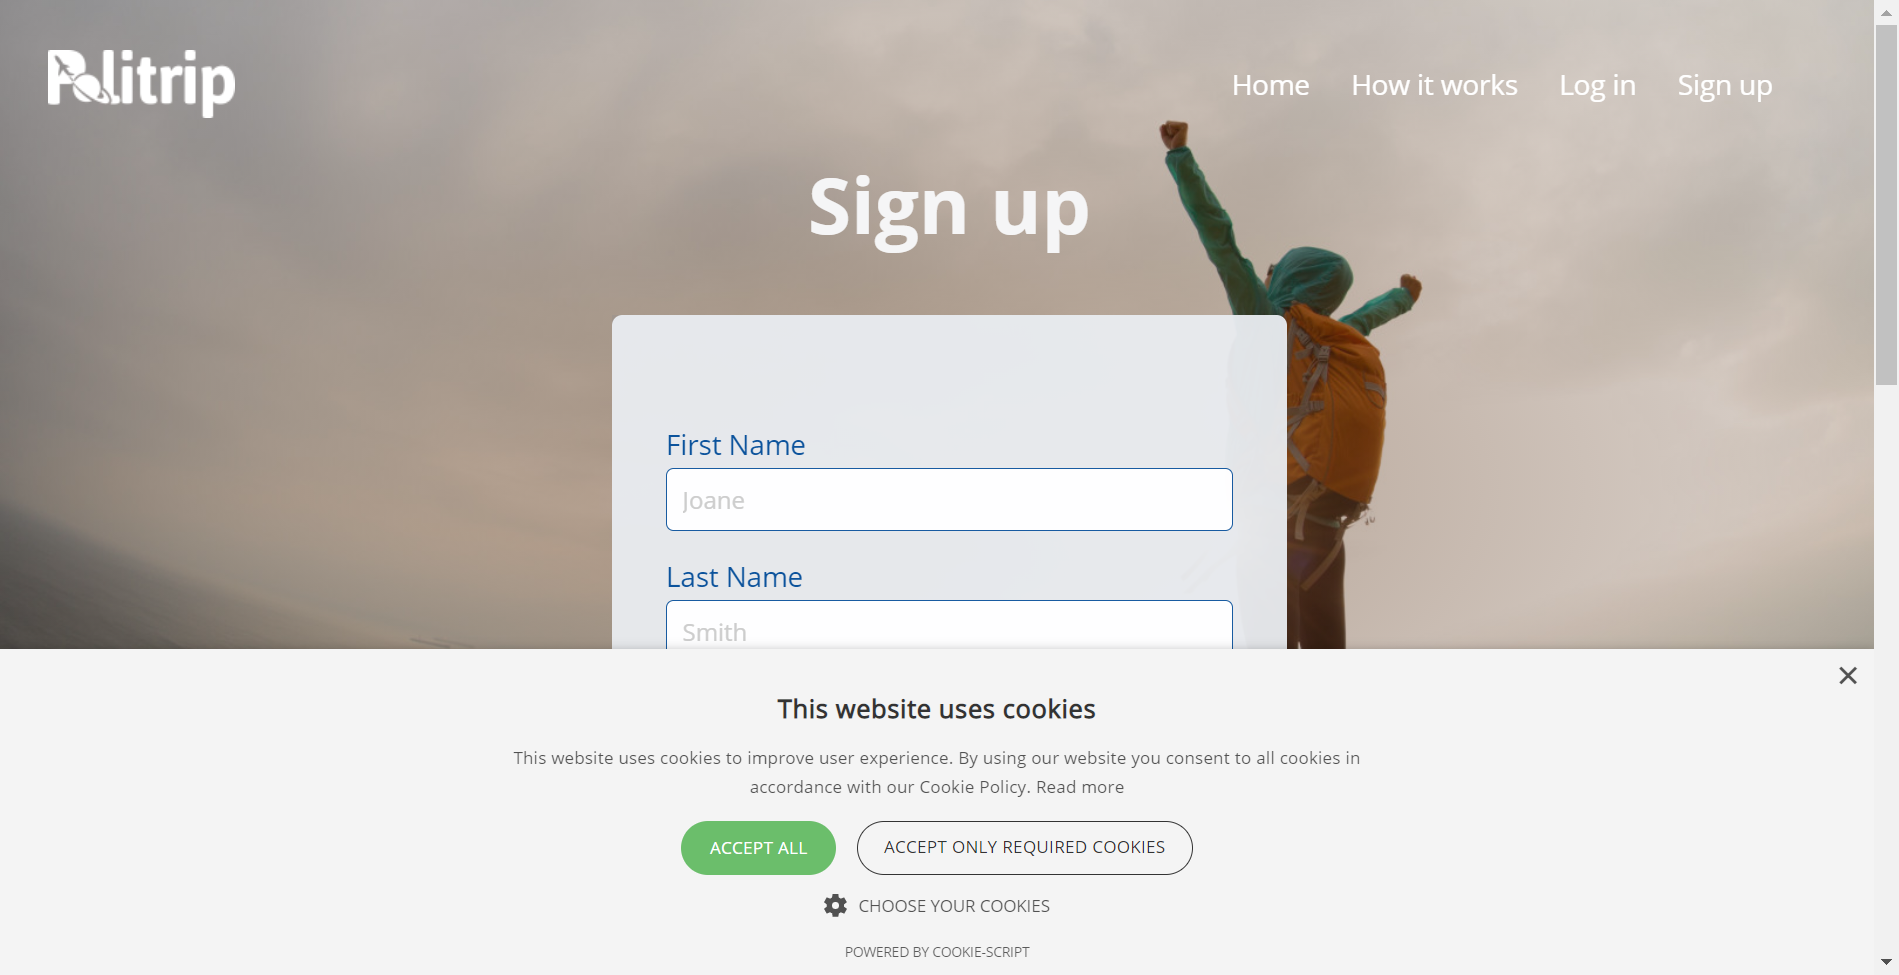 Politrip
Home How it works Log in Sign up
Sign up
First Name
Joane
Last Name
Smith
×
This website uses cookies
This website uses cookies to improve user experience. By using our website you consent to all cookies in
accordance with our Cookie Policy. Read more
ACCEPT ALL ACCEPT ONLY REQUIRED COOKIES
CHOOSE YOUR COOKIES
POWERED BY COOKIE-SCRIPT